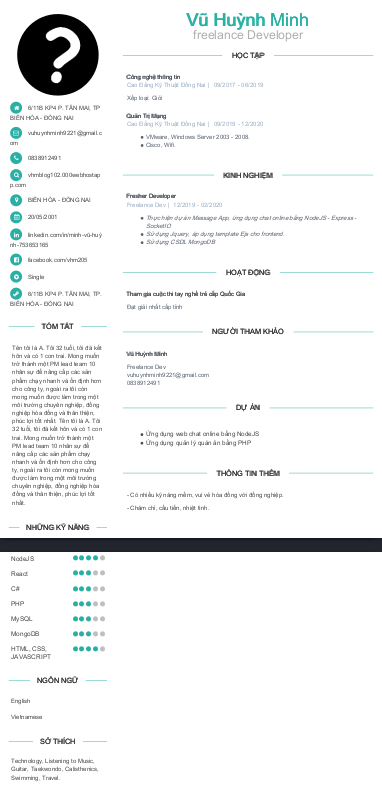 Vũ Huỳnh Minh
freelance Developer
6/11B KP4 P. TÂN MAI, TP
BIÊN HÒA - ĐỒNG NAI
vuhuynhminh9221@gmail.c
om
0838912491
vhmblog102.000webhostap
p.com
BIÊN HÒA - ĐỒNG NAI
20/05/2001
linkedin.com/in/minh-vũ-huỳ
nh-753653165
facebook.com/vhm205
Single
6/11B KP4 P. TÂN MAI, TP.
BIÊN HÒA - ĐỒNG NAI
TÓM TẮT
Tên tôi là A. Tôi 32 tuổi, tôi đã kết
hôn và có 1 con trai. Mong muốn
trở thành một PM lead team 10
nhân sự để nâng cấp các sản
phẩm chạy nhanh và ổn định hơn
cho công ty, ngoài ra tôi còn
mong muốn được làm trong một
môi trường chuyên nghiệp, đồng
nghiệp hòa đồng và thân thiện,
phúc lợi tốt nhất. Tên tôi là A. Tôi
32 tuổi, tôi đã kết hôn và có 1 con
trai. Mong muốn trở thành một
PM lead team 10 nhân sự để
nâng cấp các sản phẩm chạy
nhanh và ổn định hơn cho công
ty, ngoài ra tôi còn mong muốn
được làm trong một môi trường
chuyên nghiệp, đồng nghiệp hòa
đồng và thân thiện, phúc lợi tốt
nhất.
NHỮNG KỸ NĂNG
HỌC TẬP
Công nghệ thông tin
Cao Đẳng Kỹ Thuật Đồng Nai | 09/2017 - 06/2019
Xếp loại: Giỏi
Quản Trị Mạng
Cao Đẳng Kỹ Thuật Đồng Nai | 09/2019 - 12/2020
VMware, Windows Server 2003 - 2008.
Cisco, Wifi
KINH NGHIỆM
Fresher Developer
Freelance Dev | 12/2019 - 02/2020
Thực hiện dự án Message App, ứng dụng chat online bằng NodeJS - Express -
SocketIO
Sử dụng Jquery, áp dụng template Ejs cho frontend.
Sử dụng CSDL MongoDB
HOẠT ĐỘNG
Tham gia cuộc thi tay nghề trẻ cấp Quốc Gia
Đạt giải nhất cấp tỉnh
NGƯỜI THAM KHẢO
Vũ Huỳnh Minh
Freelance Dev
vuhuynhminh9221@gmail.com
0838912491
DỰ ÁN
Ứng dụng web chat online bằng NodeJS
Ứng dụng quản lý quán ăn bằng PHP
THÔNG TIN THÊM
- Có nhiều kỹ năng mềm, vui vẻ hòa đồng với đồng nghiệp.
- Chăm chỉ, cầu tiến, nhiệt tình.
NodeJS
React
C#
PHP
MySQL
MongoDB
HTML, CSS,
JAVASCRIPT
NGÔN NGỮ
English
Vietnamese
SỞ THÍCH
Technology, Listening to Music,
Guitar, Taekwondo, Calisthenics,
Swimming, Travel.